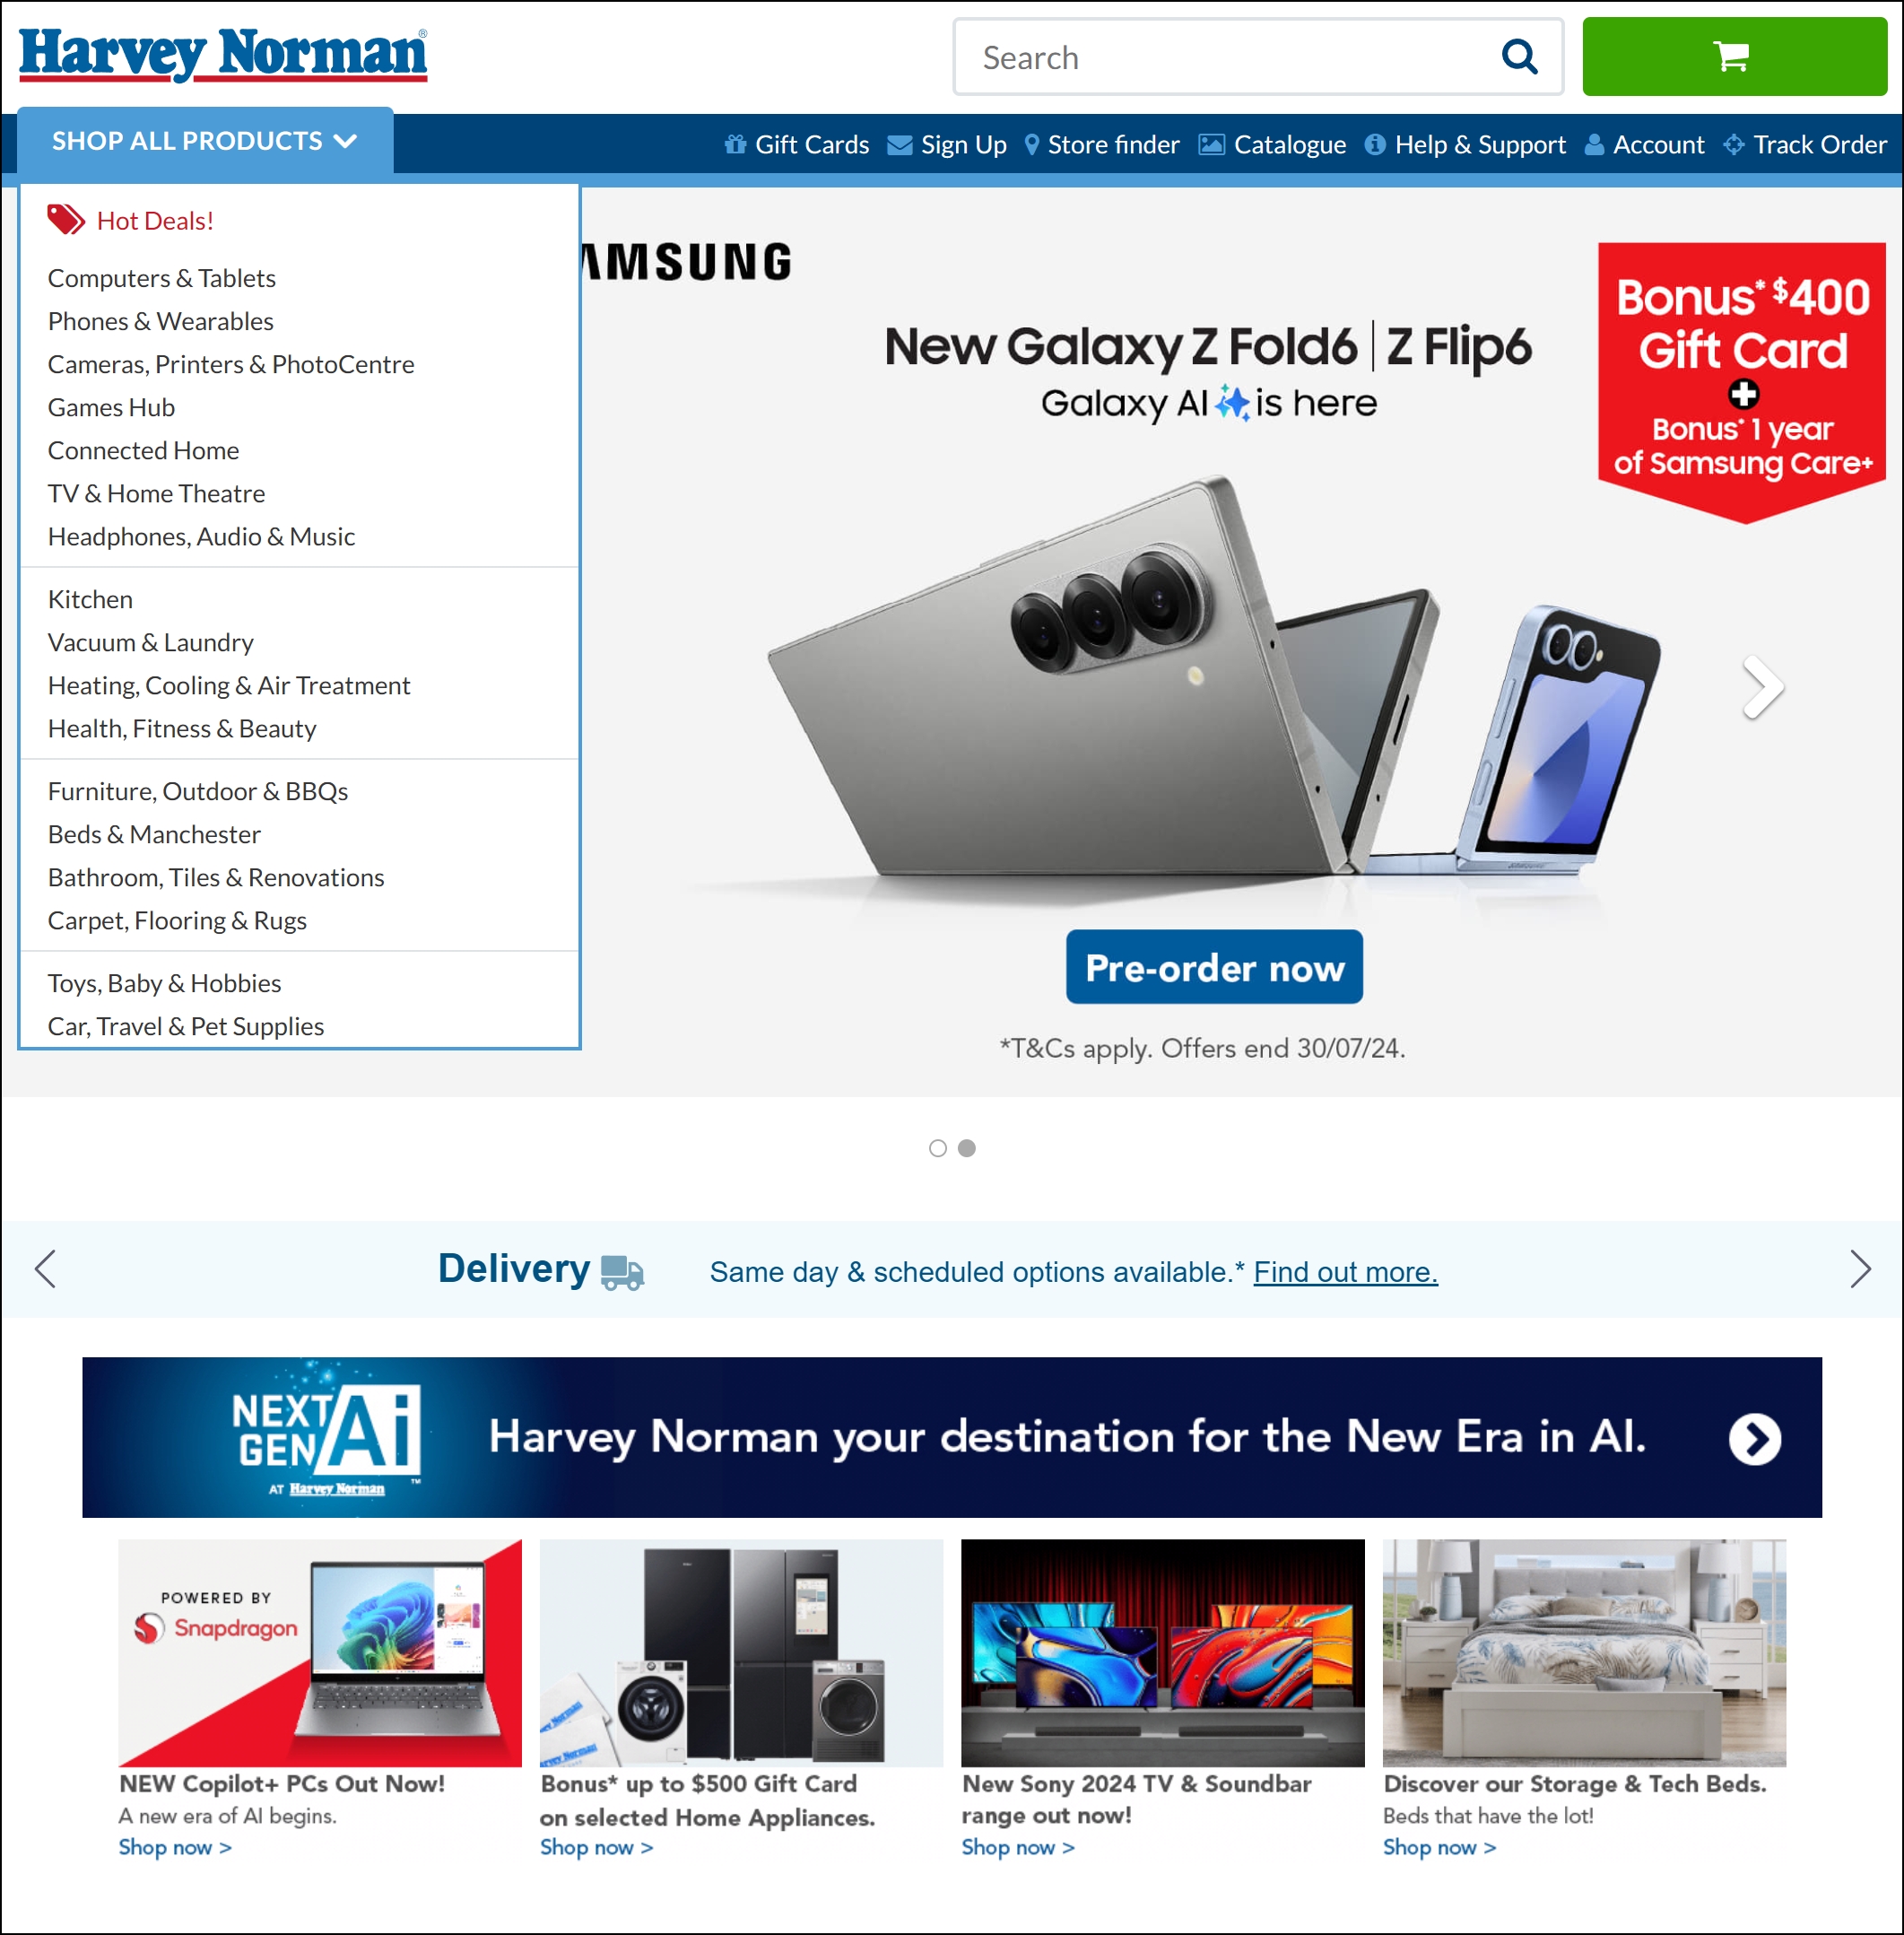 Harvey Norman®
Search
SHOP ALL PRODUCTS
Gift Cards
Sign Up
Store finder
Catalogue
Help & Support
Account
Track Order
Hot Deals!
Computers & Tablets
Phones & Wearables
Cameras, Printers & PhotoCentre
Games Hub
Connected Home
TV & Home Theatre
Headphones, Audio & Music
Kitchen
Vacuum & Laundry
Heating, Cooling & Air Treatment
Health, Fitness & Beauty
Furniture, Outdoor & BBQs
Beds & Manchester
Bathroom, Tiles & Renovations
Carpet, Flooring & Rugs
Toys, Baby & Hobbies
Car, Travel & Pet Supplies
AMSUNG
New Galaxy Z Fold6 | Z Flip6
Galaxy AI is here
Bonus* $400
Gift Card
Bonus* 1 year
of Samsung Care+
Pre-order now
*T&Cs apply. Offers end 30/07/24.
Delivery
Same day & scheduled options available.* Find out more.
NEXT
GEN Ai
™
AT Harvey Norman
Harvey Norman your destination for the New Era in AI.
POWERED BY
Snapdragon
NEW Copilot+ PCs Out Now!
A new era of AI begins.
Shop now >
Harvey Norman
Bonus* up to $500 Gift Card
on selected Home Appliances.
Shop now >
New Sony 2024 TV & Soundbar
range out now!
Shop now >
Discover our Storage & Tech Beds.
Beds that have the lot!
Shop now >